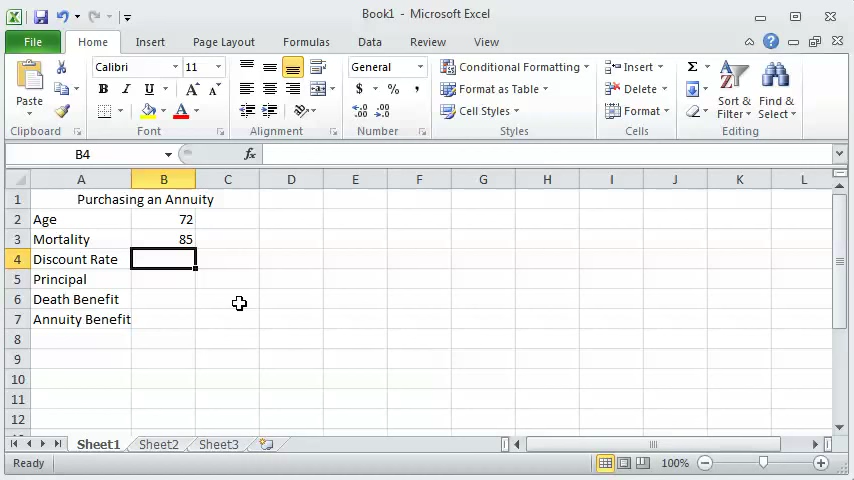 Book1 - Microsoft Excel
File Home Insert Page Layout Formulas Data Review View
Calibri 11 General Conditional Formatting Insert Σ
Paste B I U A A $ % , Format as Table Delete Sort & Filter Find & Select
A Cell Styles Format
Clipboard Font Alignment Number Styles Cells Editing
B4 fx
A B C D E F G H I J K L
1 Purchasing an Annuity
2 Age 72
3 Mortality 85
4 Discount Rate
5 Principal
6 Death Benefit
7 Annuity Benefit
8
9
10
11
12
Sheet1 Sheet2 Sheet3
Ready 100%